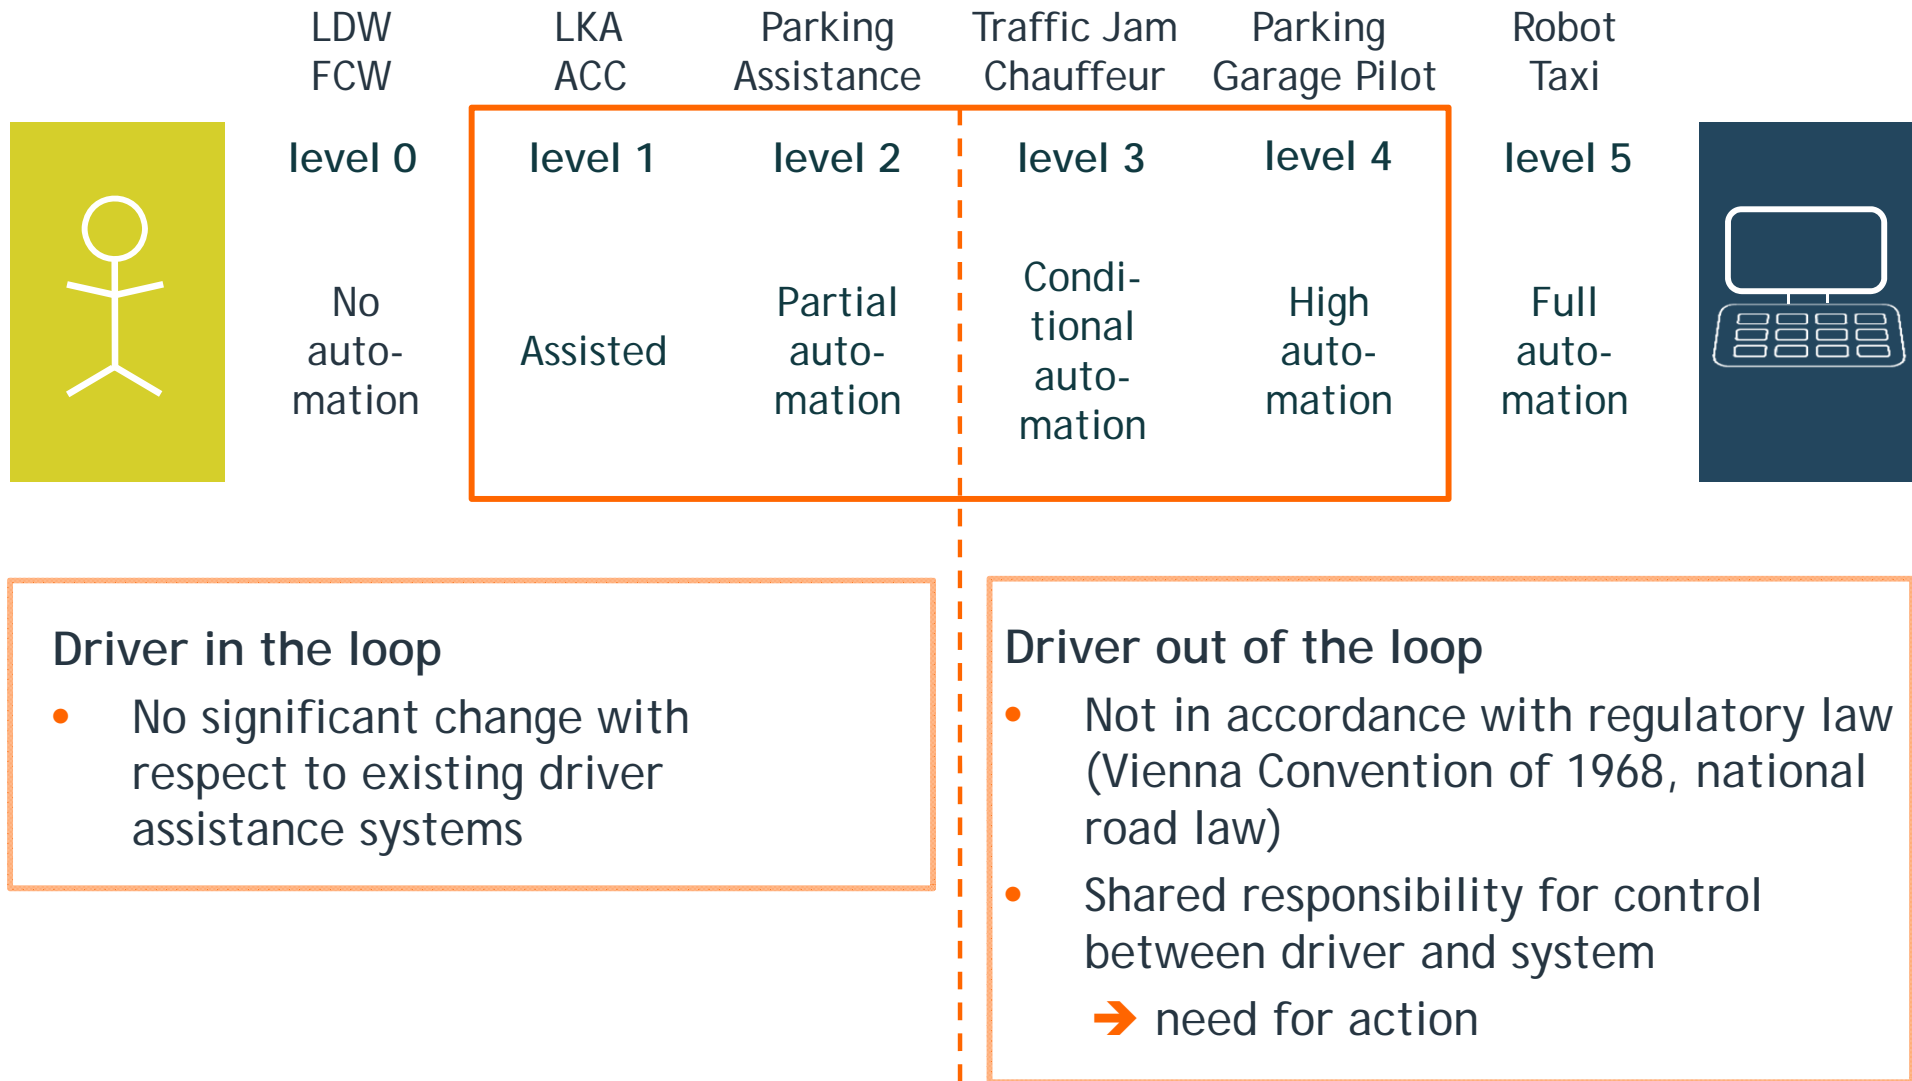 LDW
FCW
LKA
ACC
Parking
Assistance
Traffic Jam
Chauffeur
Parking
Garage Pilot
Robot
Taxi
level 0
level 1
level 2
level 3
level 4
level 5
No
auto-
mation
Assisted
Partial
auto-
mation
Condi-
tional
auto-
mation
High
auto-
mation
Full
auto-
mation
Driver in the loop
• No significant change with
respect to existing driver
assistance systems
Driver out of the loop
• Not in accordance with regulatory law
(Vienna Convention of 1968, national
road law)
• Shared responsibility for control
between driver and system
➔ need for action